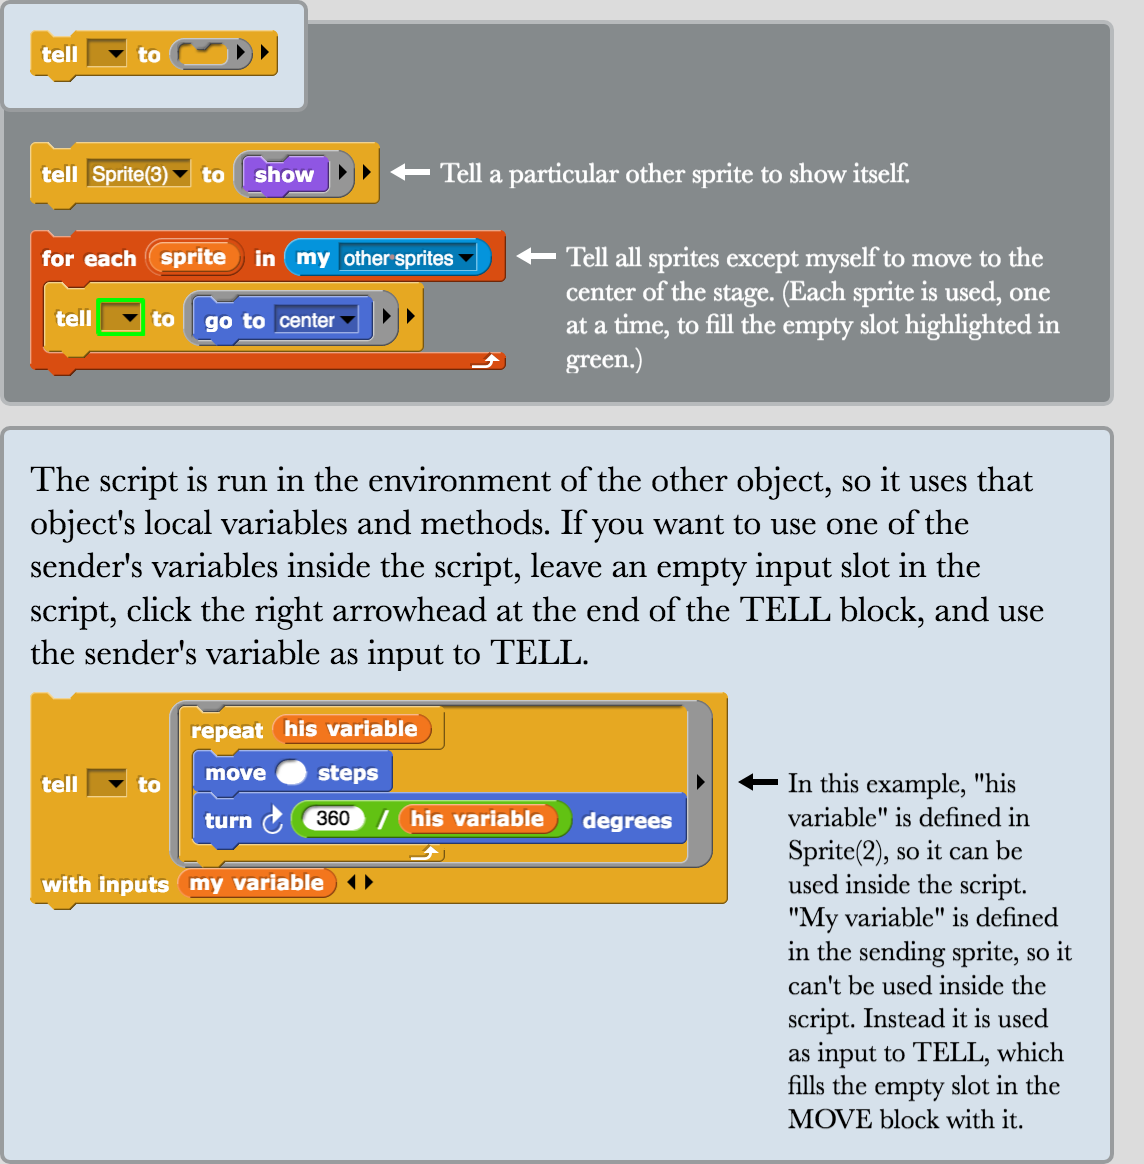 tell to
tell Sprite(3) to show
Tell a particular other sprite to show itself.
for each sprite in my other sprites
tell to go to center
Tell all sprites except myself to move to the
center of the stage. (Each sprite is used, one
at a time, to fill the empty slot highlighted in
green.)
The script is run in the environment of the other object, so it uses that
object's local variables and methods. If you want to use one of the
sender's variables inside the script, leave an empty input slot in the
script, click the right arrowhead at the end of the TELL block, and use
the sender's variable as input to TELL.
tell to
repeat his variable
move steps
turn 360 / his variable degrees
with inputs my variable
In this example, "his
variable" is defined in
Sprite(2), so it can be
used inside the script.
"My variable" is defined
in the sending sprite, so it
can't be used inside the
script. Instead it is used
as input to TELL, which
fills the empty slot in the
MOVE block with it.